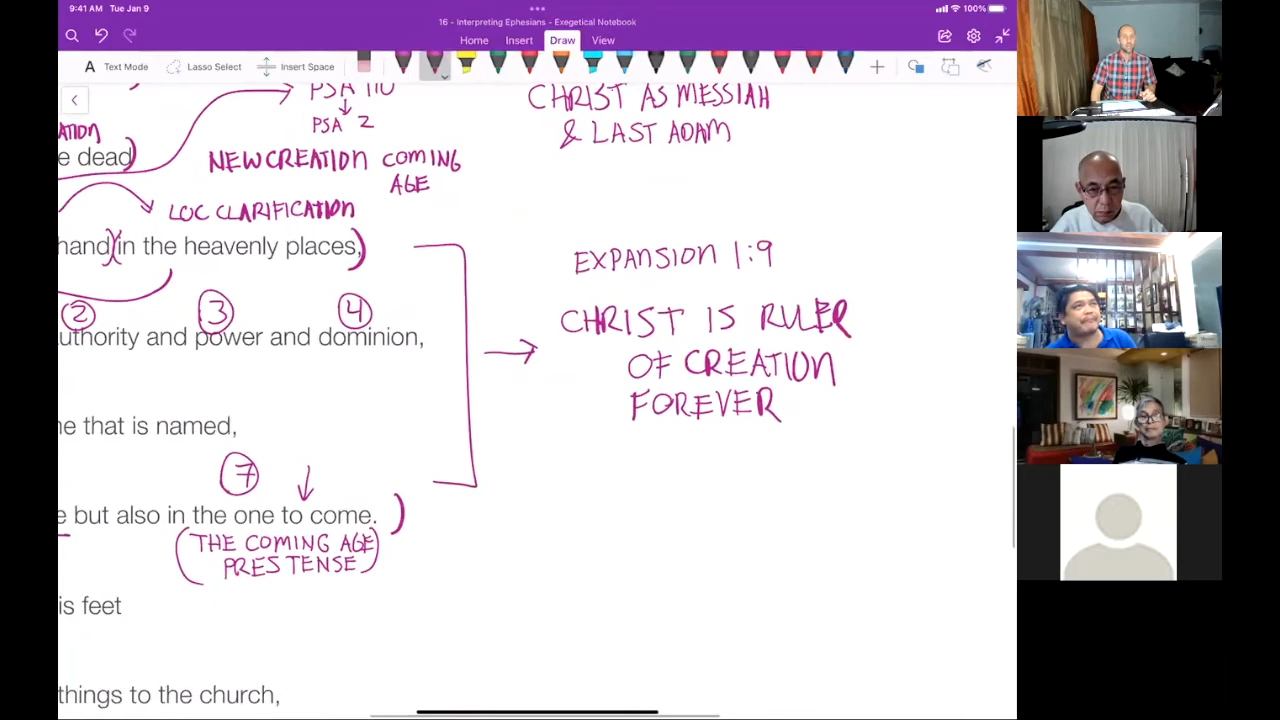 9:41 AM Tue Jan 9
100%
16 - Interpreting Ephesians - Exegetical Notebook
Home Insert Draw View
A Text Mode Lasso Select Insert Space
PSA 110
PSA 2
CHRIST AS MESSIAH
& LAST ADAM
ATION
e dead)
NEW CREATION COMING
AGE
LOC CLARIFICATION
hand)(in the heavenly places,)
EXPANSION 1:9
2 3 4
uthority and power and dominion,
CHRIST IS RULER
OF CREATION
FOREVER
ne that is named,
7
e but also in the one to come. )
(THE COMING AGE
PRES TENSE)
is feet
things to the church,